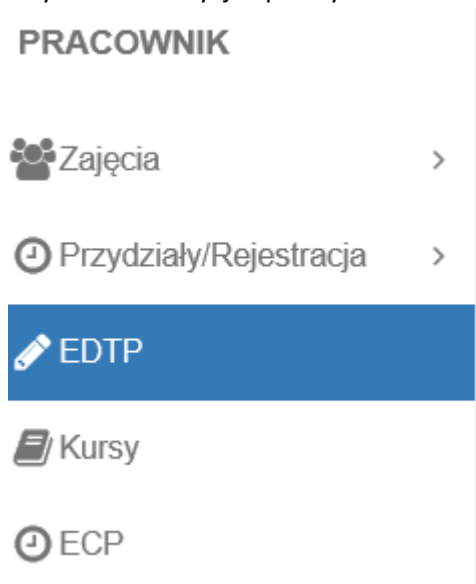 PRACOWNIK
Zajęcia
Przydziały/Rejestracja
EDTP
Kursy
ECP